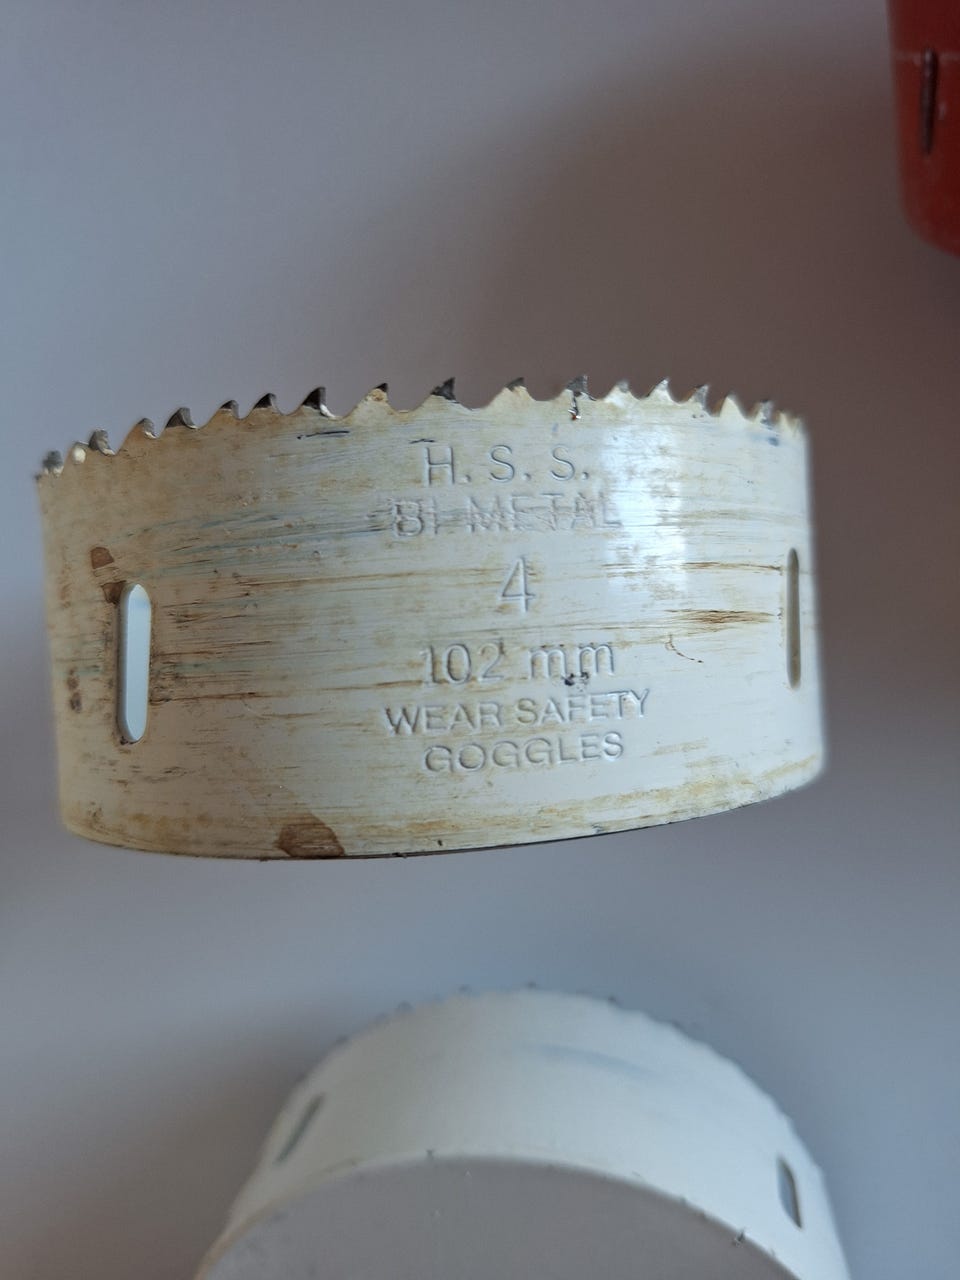 H. S. S.
BI METAL
4
102 mm
WEAR SAFETY
GOGGLES